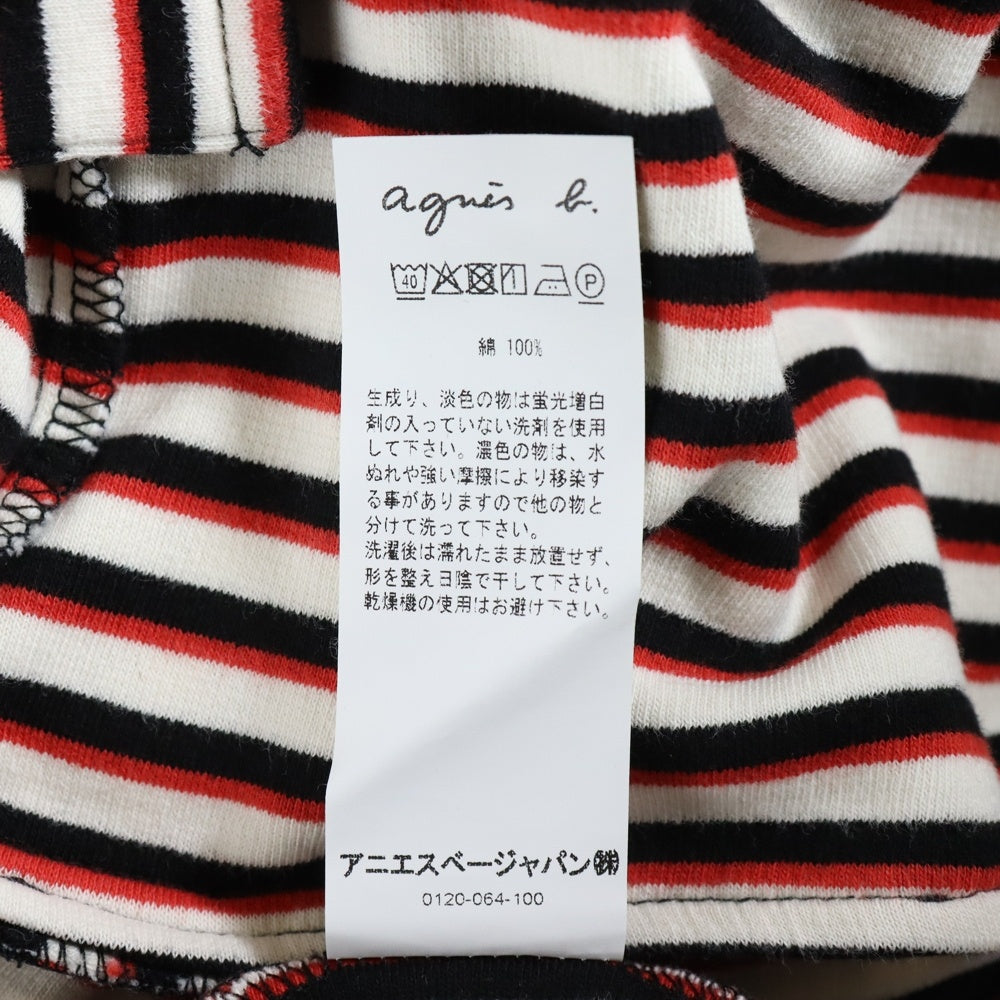 agnès b.
40 P
綿 100%
生成り、淡色の物は蛍光増白
剤の入っていない洗剤を使用
して下さい。濃色の物は、水
ぬれや強い摩擦により移染す
る事がありますので他の物と
分けて洗って下さい。
洗濯後は濡れたまま放置せず、
形を整え日陰で干して下さい。
乾燥機の使用はお避け下さい。
アニエスベージャパン㈱
0120-064-100